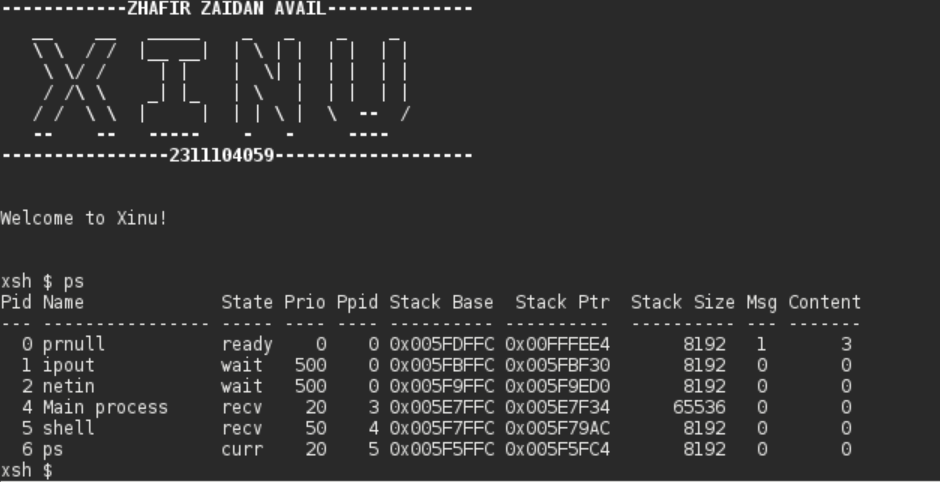 ------------ZHAFIR ZAIDAN AVAIL--------------
XINU
----------------2311104059-------------------
Welcome to Xinu!
xsh $ ps
Pid Name             State Prio Ppid Stack Base  Stack Ptr  Stack Size Msg Content
--- ---------------- ----- ---- ---- ---------- ----------  ---------- --- -------
  0 prnull           ready    0    0 0x005FDFFC 0x00FFFEE4       8192  1       3
  1 ipout            wait   500    0 0x005FBFFC 0x005FBF30       8192  0       0
  2 netin            wait   500    0 0x005F9FFC 0x005F9ED0       8192  0       0
  4 Main process     recv    20    3 0x005E7FFC 0x005E7F34      65536  0       0
  5 shell            recv    50    4 0x005F7FFC 0x005F79AC       8192  0       0
  6 ps               curr    20    5 0x005F5FFC 0x005F5FC4       8192  0       0
xsh $